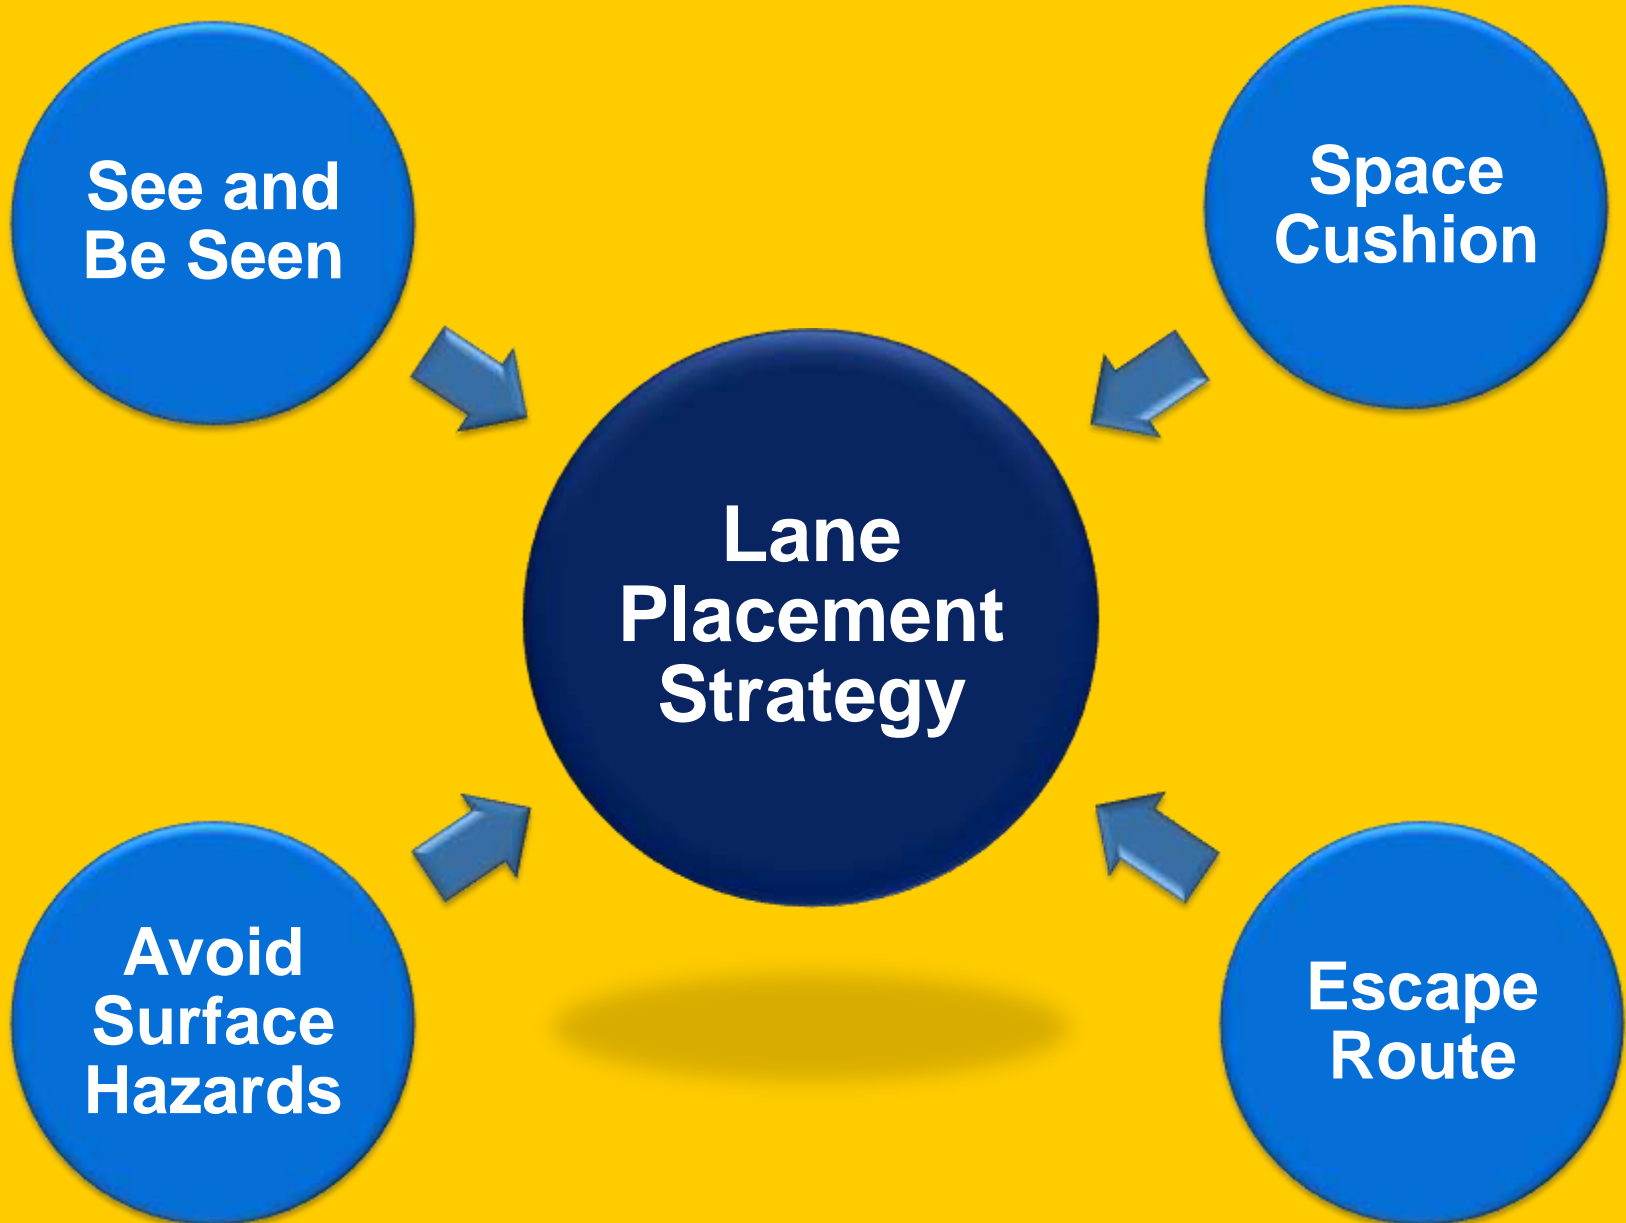 See and
Be Seen
Space
Cushion
Lane
Placement
Strategy
Avoid
Surface
Hazards
Escape
Route